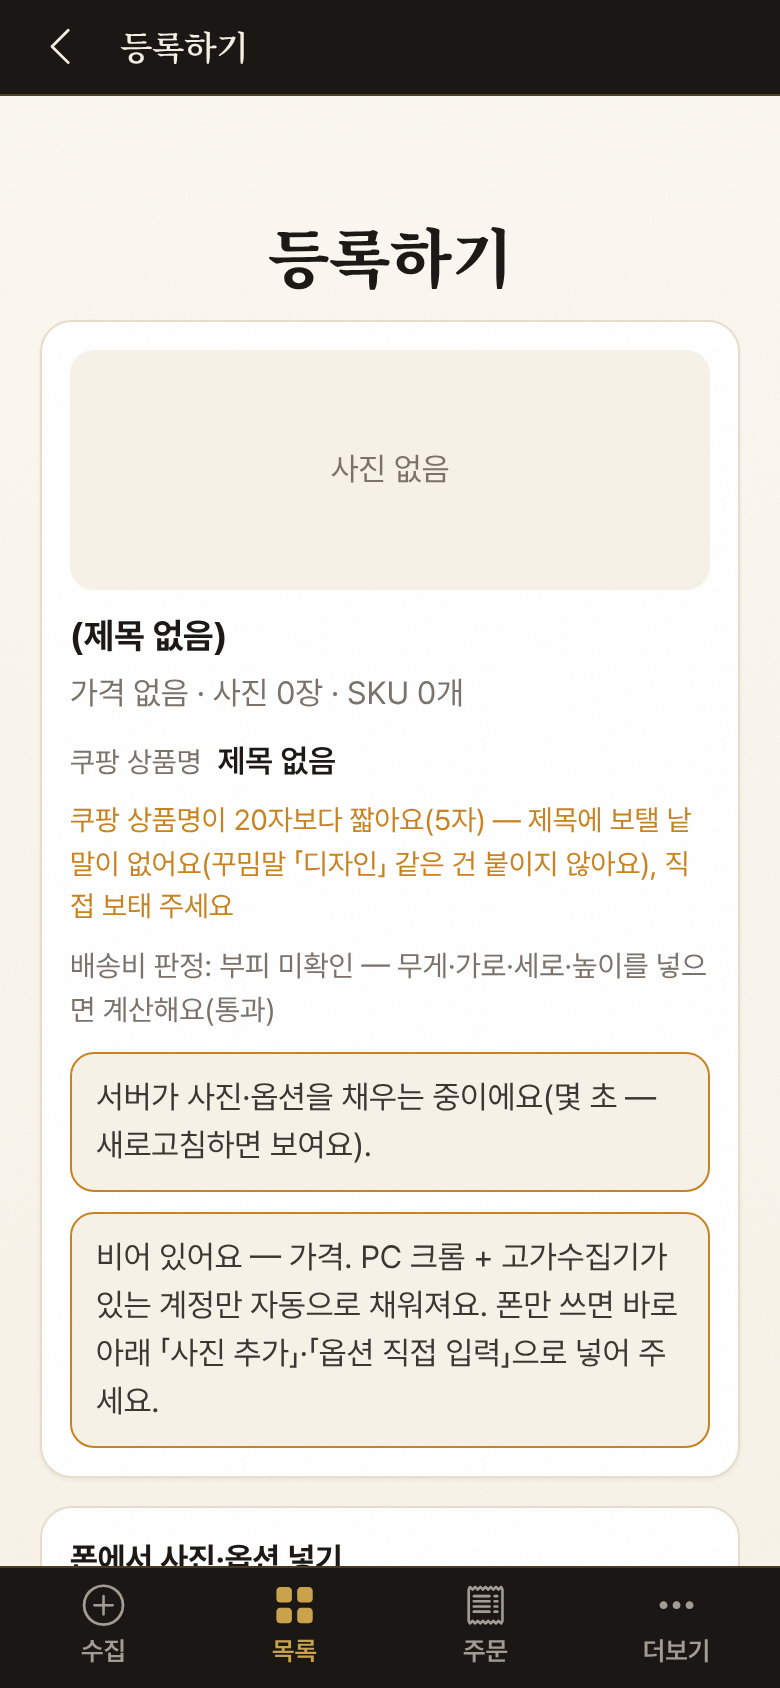 등록하기
등록하기
사진 없음
(제목 없음)
가격 없음 · 사진 0장 · SKU 0개
쿠팡 상품명 제목 없음
쿠팡 상품명이 20자보다 짧아요(5자) — 제목에 보탤 낱
말이 없어요(꾸밈말 「디자인」 같은 건 붙이지 않아요), 직
접 보태 주세요
배송비 판정: 부피 미확인 — 무게·가로·세로·높이를 넣으
면 계산해요(통과)
서버가 사진·옵션을 채우는 중이에요(몇 초 —
새로고침하면 보여요).
비어 있어요 — 가격. PC 크롬 + 고가수집기가
있는 계정만 자동으로 채워져요. 폰만 쓰면 바로
아래 「사진 추가」·「옵션 직접 입력」으로 넣어 주
세요.
폰에서 사진·옵션 넣기
수집
목록
주문
더보기